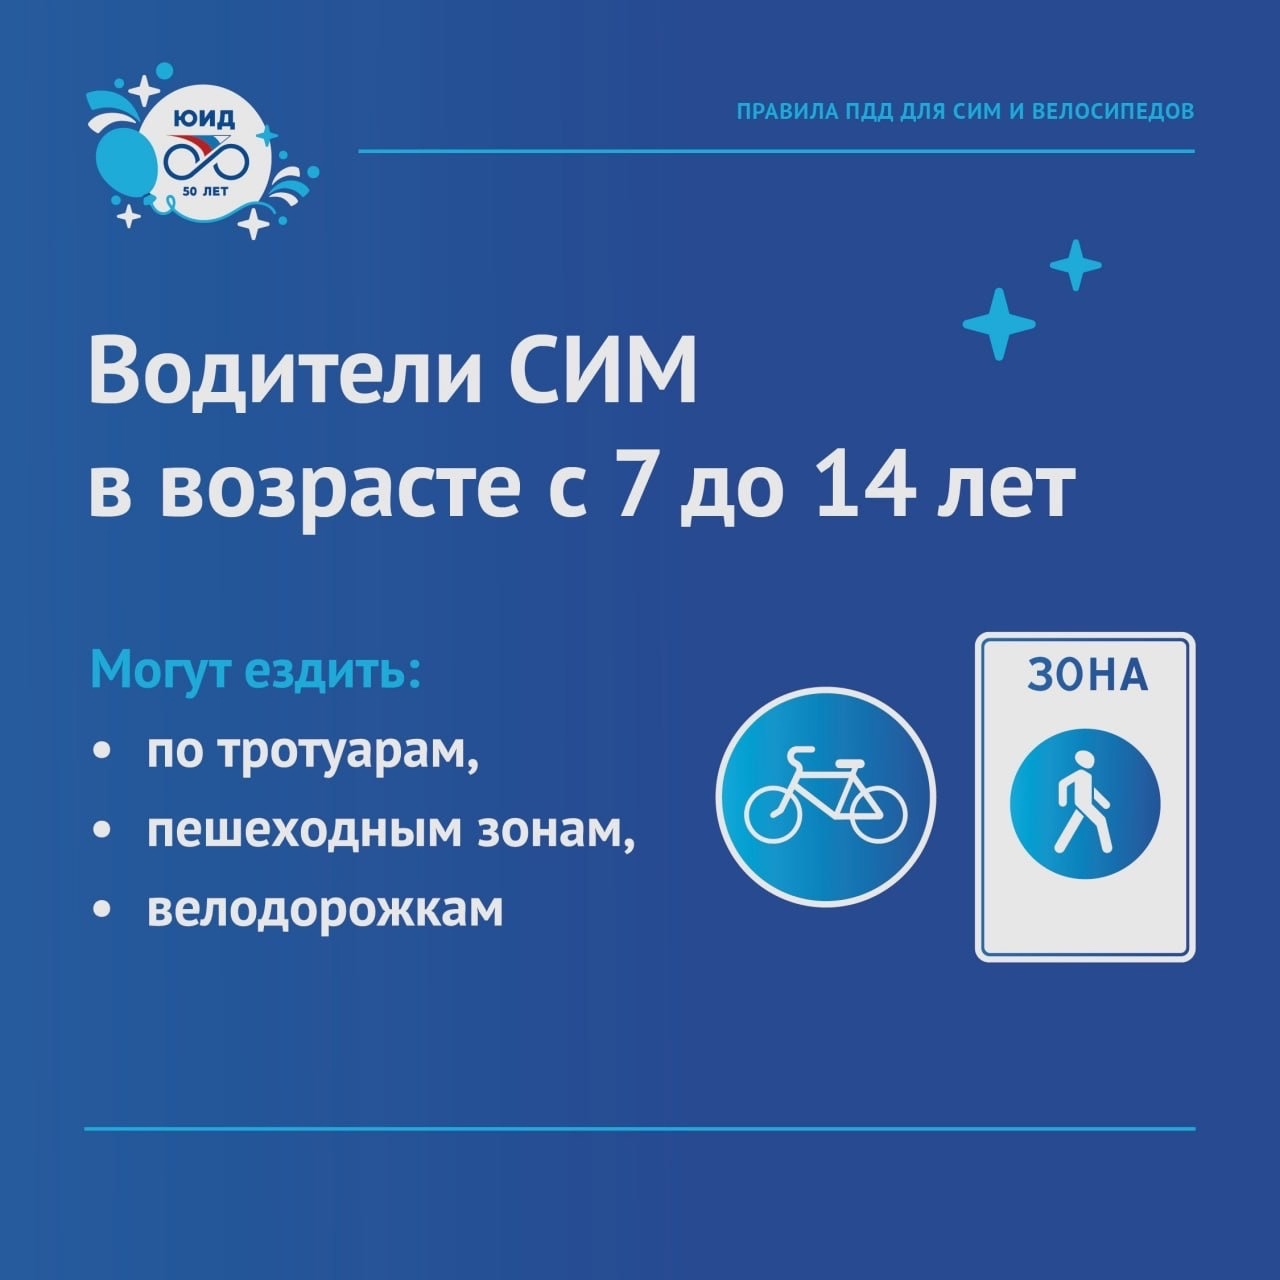 ЮИД
50 ЛЕТ
ПРАВИЛА ПДД ДЛЯ СИМ И ВЕЛОСИПЕДОВ
Водители СИМ
в возрасте с 7 до 14 лет
Могут ездить:
• по тротуарам,
• пешеходным зонам,
• велодорожкам
ЗОНА